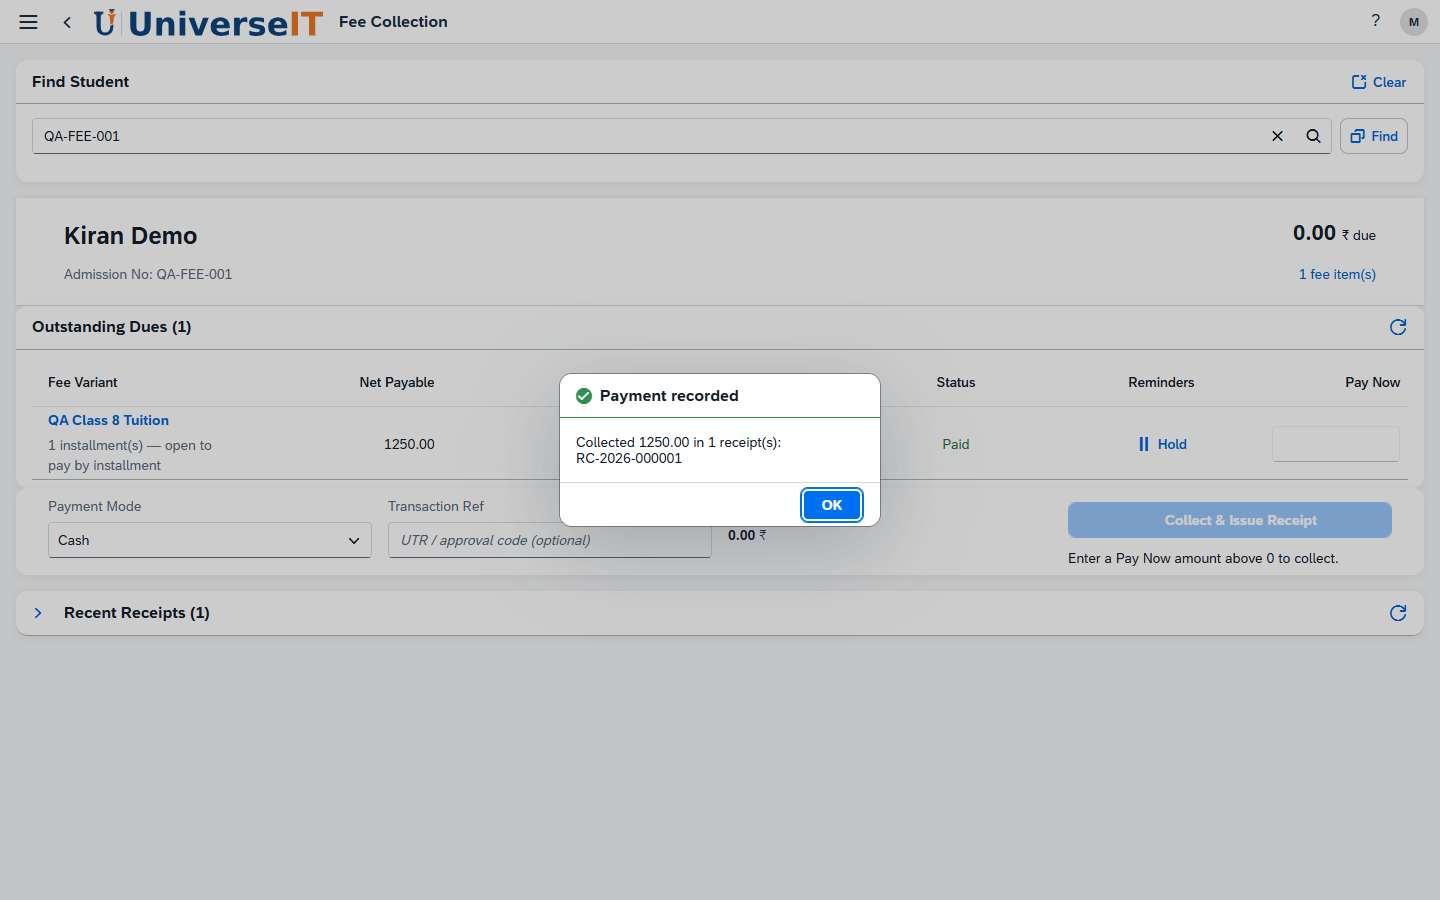 UniverseIT Fee Collection ? M
Find Student Clear
QA-FEE-001 Find
Kiran Demo 0.00 ₹ due
Admission No: QA-FEE-001 1 fee item(s)
Outstanding Dues (1)
Fee Variant Net Payable Status Reminders Pay Now
QA Class 8 Tuition
1 installment(s) — open to
pay by installment
1250.00 Paid Hold
Payment recorded
Collected 1250.00 in 1 receipt(s):
RC-2026-000001
OK
Payment Mode Transaction Ref
Cash UTR / approval code (optional) 0.00 ₹ Collect & Issue Receipt
Enter a Pay Now amount above 0 to collect.
Recent Receipts (1)